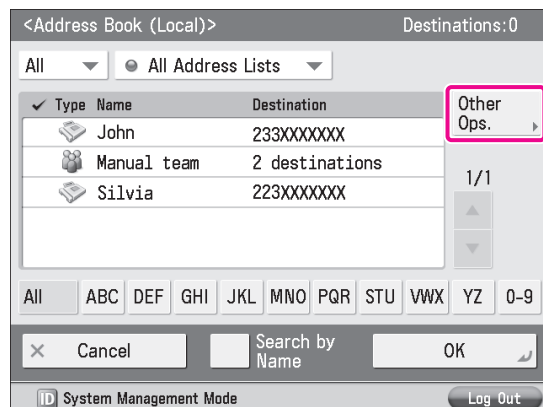 <Address Book (Local)> Destinations:0
All All Address Lists
Type Name Destination
John 233XXXXXXX
Manual team 2 destinations
Silvia 223XXXXXXX
Other
Ops.
1/1
All ABC DEF GHI JKL MNO PQR STU VWX YZ 0-9
Cancel
Search by
Name
OK
ID System Management Mode Log Out